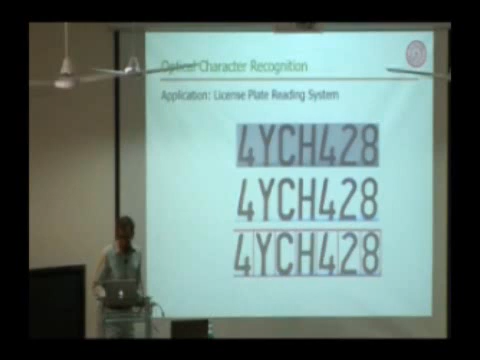 Optical Character Recognition
Application: License Plate Reading System
4YCH428
4YCH428
4YCH428